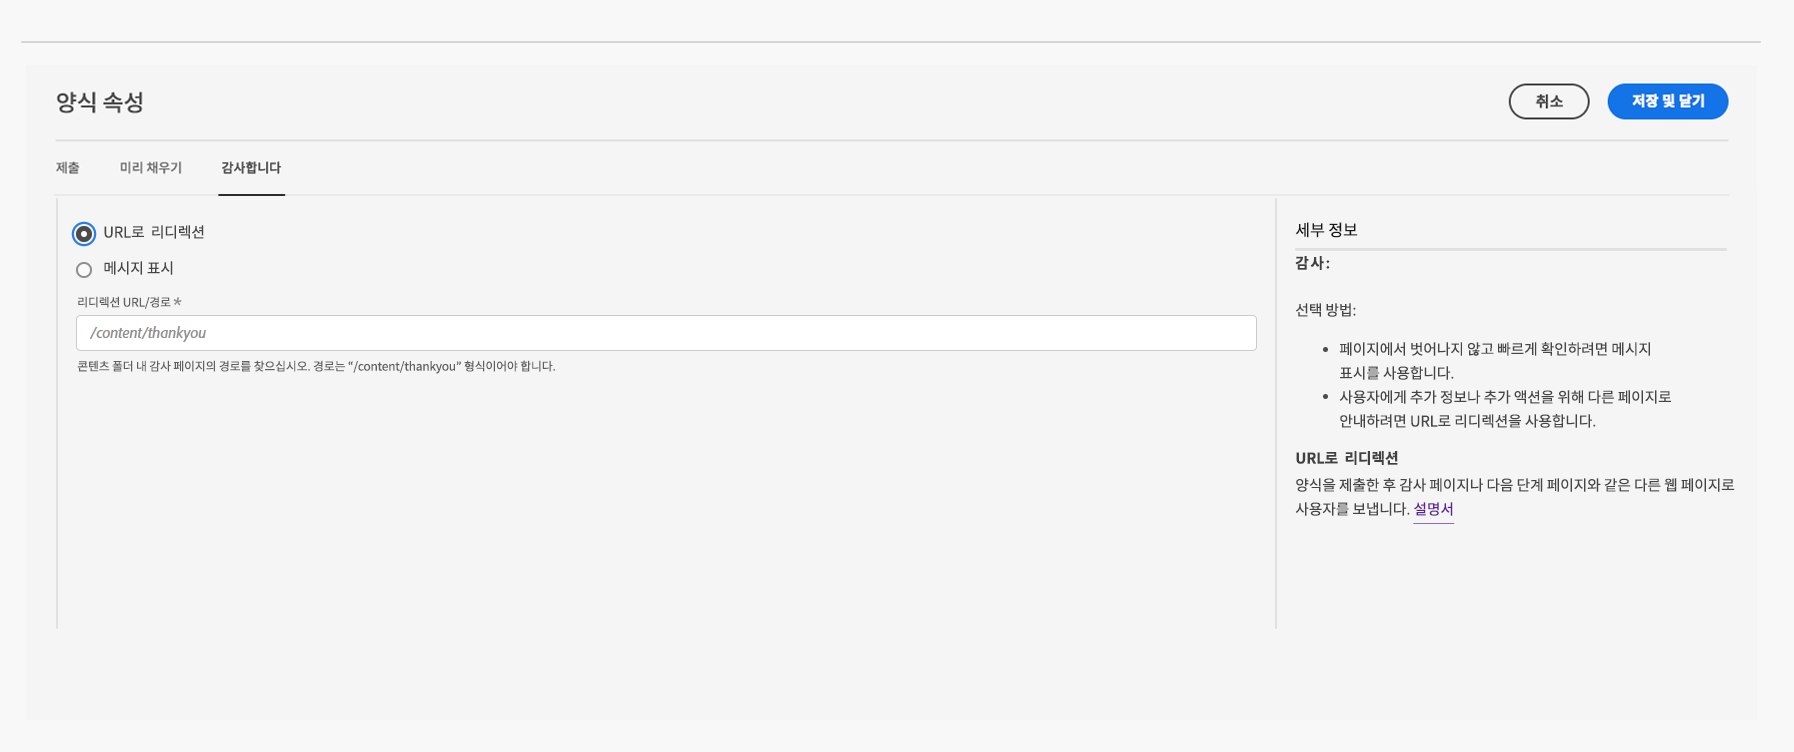 양식 속성
취소
저장 및 닫기
제출
미리 채우기
감사합니다
URL로 리디렉션
메시지 표시
리디렉션 URL/경로 *
/content/thankyou
콘텐츠 폴더 내 감사 페이지의 경로를 찾으십시오. 경로는 “/content/thankyou” 형식이어야 합니다.
세부 정보
감사:
선택 방법:
• 페이지에서 벗어나지 않고 빠르게 확인하려면 메시지
표시를 사용합니다.
• 사용자에게 추가 정보나 추가 액션을 위해 다른 페이지로
안내하려면 URL로 리디렉션을 사용합니다.
URL로 리디렉션
양식을 제출한 후 감사 페이지나 다음 단계 페이지와 같은 다른 웹 페이지로
사용자를 보냅니다. 설명서